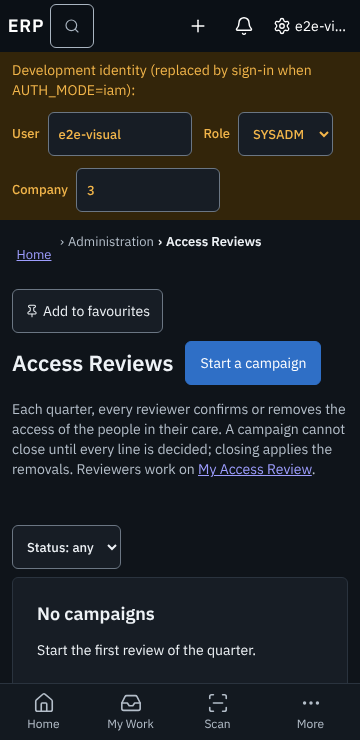 ERP e2e-vi...
Development identity (replaced by sign-in when
AUTH_MODE=iam):
User e2e-visual Role SYSADM
Company 3
Home › Administration › Access Reviews
Add to favourites
Access Reviews Start a campaign
Each quarter, every reviewer confirms or removes the
access of the people in their care. A campaign cannot
close until every line is decided; closing applies the
removals. Reviewers work on My Access Review.
Status: any
No campaigns
Start the first review of the quarter.
Home My Work Scan More